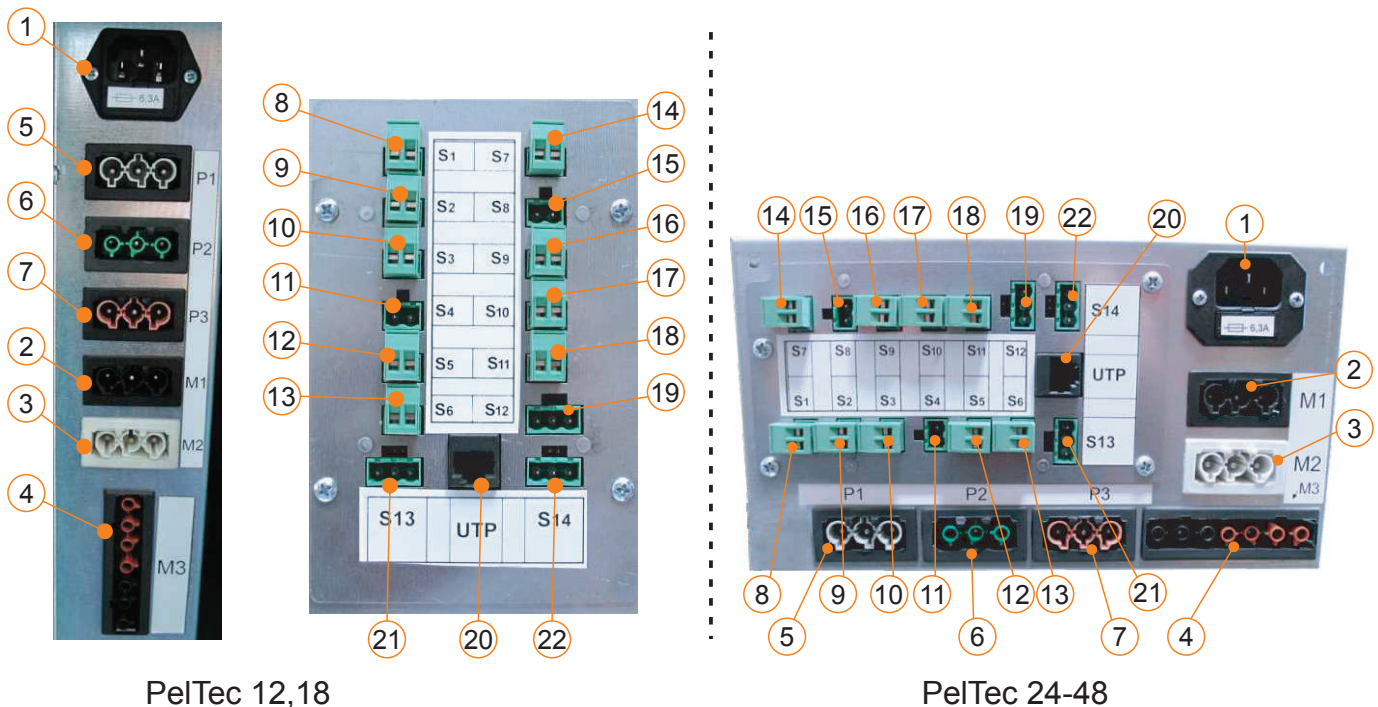 1
6,3A
5
P1
6
P2
7
P3
2
M1
3
M2
4
M3
8
14
S1 S7
9
15
S2 S8
10
16
S3 S9
11
17
S4 S10
12
18
S5 S11
13
19
S6 S12
S13 UTP S14
21 20 22
PelTec 12,18
14 15 16 17 18 19 22 20 1
S14
6,3A
S7 S8 S9 S10 S11 S12
UTP
2
M1
S1 S2 S3 S4 S5 S6
S13
3
M2
M3
P1 P2 P3
8 9 10 11 12 13 21
5 6 7 4
PelTec 24-48